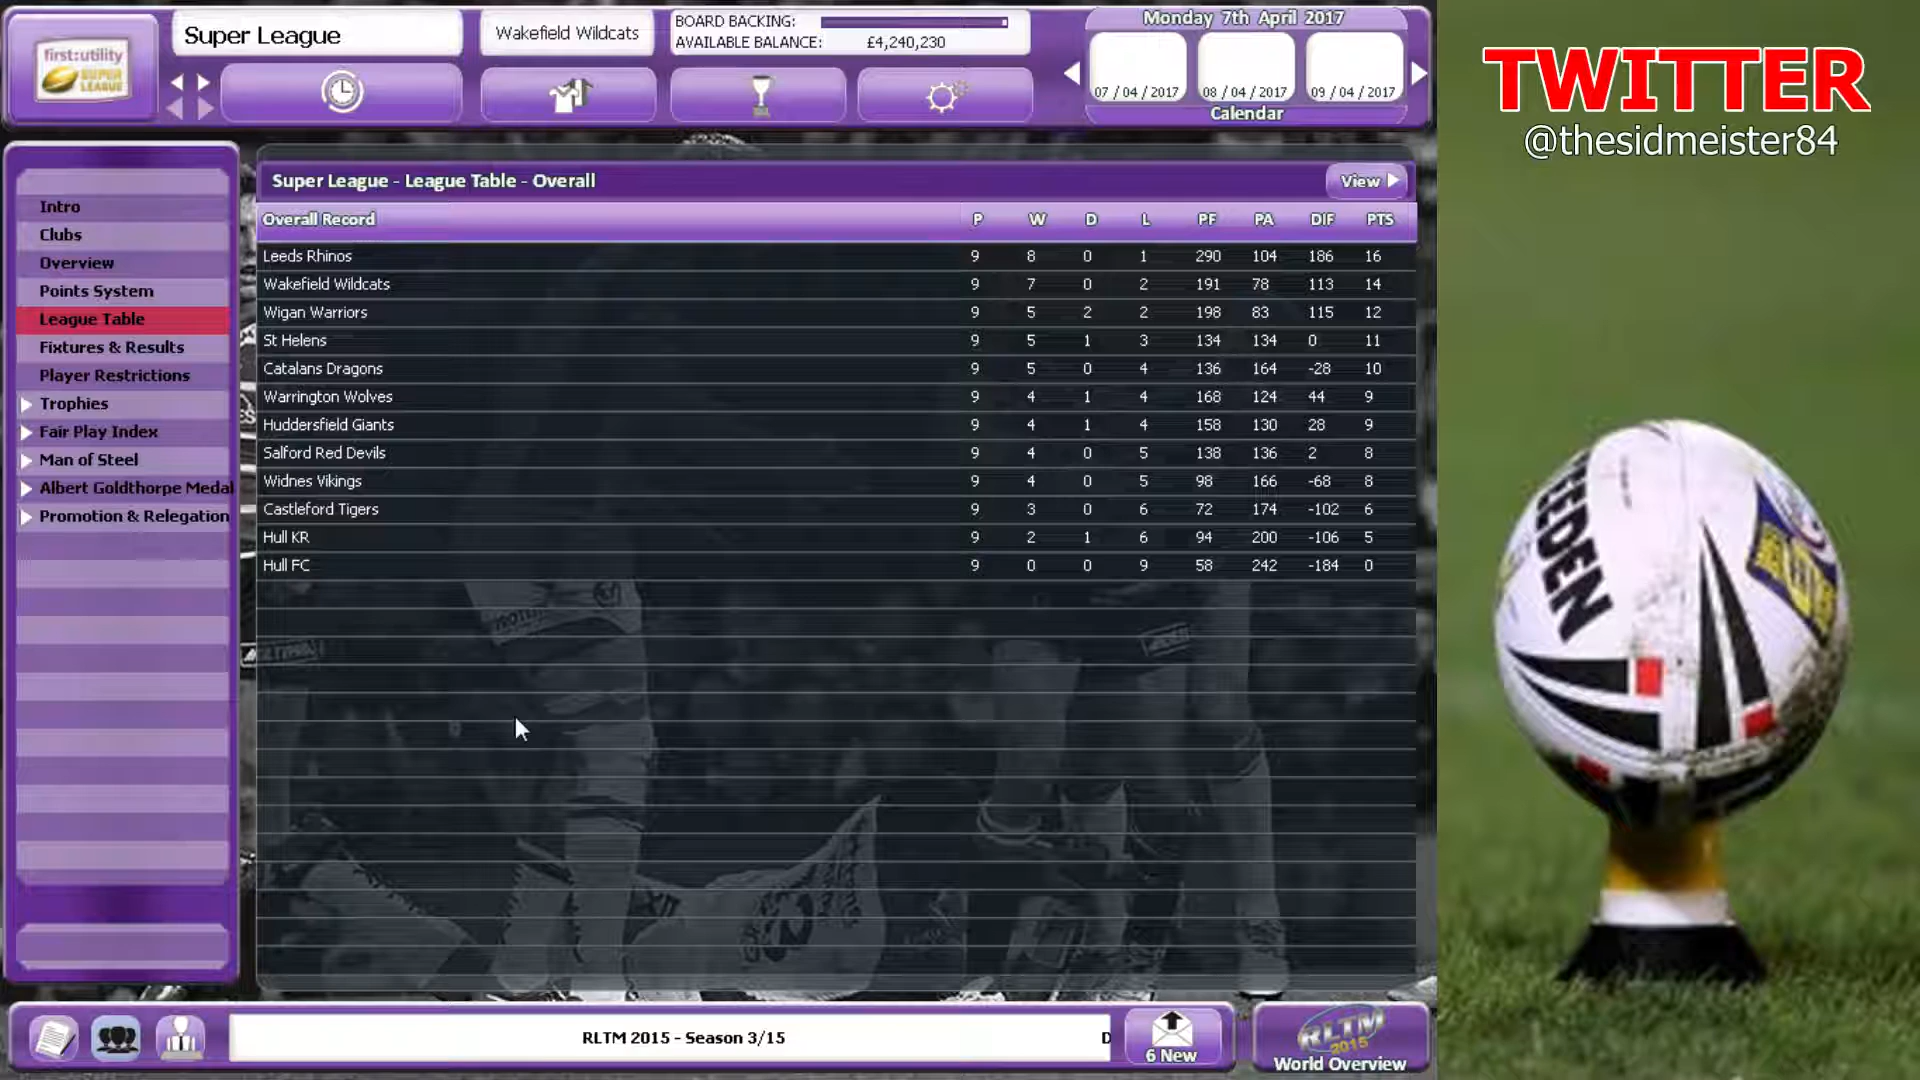 first:utility
SUPER
LEAGUE
Super League
Wakefield Wildcats
BOARD BACKING:
AVAILABLE BALANCE: £4,240,230
Monday 7th April 2017
07 / 04 / 2017 08 / 04 / 2017 09 / 04 / 2017
Calendar
TWITTER
@thesidmeister84
Intro
Clubs
Overview
Points System
League Table
Fixtures & Results
Player Restrictions
Trophies
Fair Play Index
Man of Steel
Albert Goldthorpe Medal
Promotion & Relegation
Super League - League Table - Overall
View
Overall Record P W D L PF PA DIF PTS
Leeds Rhinos 9 8 0 1 290 104 186 16
Wakefield Wildcats 9 7 0 2 191 78 113 14
Wigan Warriors 9 5 2 2 198 83 115 12
St Helens 9 5 1 3 134 134 0 11
Catalans Dragons 9 5 0 4 136 164 -28 10
Warrington Wolves 9 4 1 4 168 124 44 9
Huddersfield Giants 9 4 1 4 158 130 28 9
Salford Red Devils 9 4 0 5 138 136 2 8
Widnes Vikings 9 4 0 5 98 166 -68 8
Castleford Tigers 9 3 0 6 72 174 -102 6
Hull KR 9 2 1 6 94 200 -106 5
Hull FC 9 0 0 9 58 242 -184 0
RLTM 2015 - Season 3/15 D
6 New
RLTM
2015
World Overview